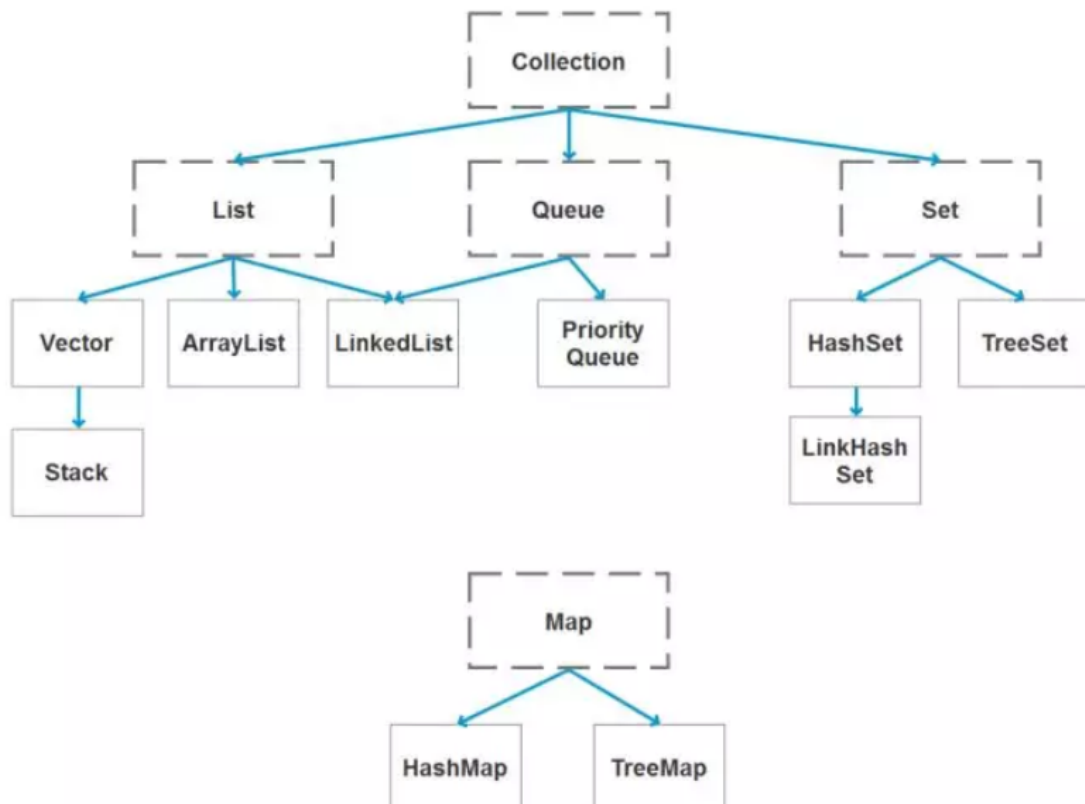 Collection
List
Queue
Set
Vector
ArrayList
LinkedList
Priority
Queue
HashSet
TreeSet
Stack
LinkHash
Set
Map
HashMap
TreeMap